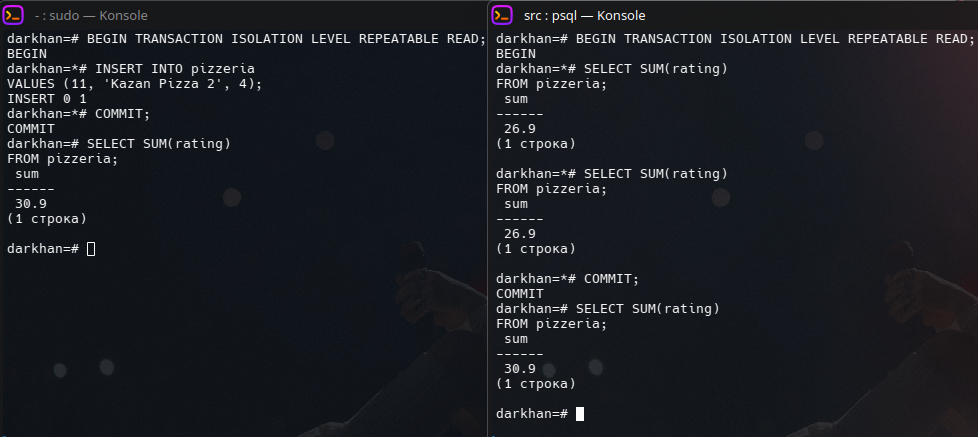 - : sudo — Konsole
darkhan=# BEGIN TRANSACTION ISOLATION LEVEL REPEATABLE READ;
BEGIN
darkhan=*# INSERT INTO pizzeria
VALUES (11, 'Kazan Pizza 2', 4);
INSERT 0 1
darkhan=*# COMMIT;
COMMIT
darkhan=# SELECT SUM(rating)
FROM pizzeria;
sum
------
30.9
(1 строка)
darkhan=#
src : psql — Konsole
darkhan=# BEGIN TRANSACTION ISOLATION LEVEL REPEATABLE READ;
BEGIN
darkhan=*# SELECT SUM(rating)
FROM pizzeria;
sum
------
26.9
(1 строка)
darkhan=*# SELECT SUM(rating)
FROM pizzeria;
sum
------
26.9
(1 строка)
darkhan=*# COMMIT;
COMMIT
darkhan=# SELECT SUM(rating)
FROM pizzeria;
sum
------
30.9
(1 строка)
darkhan=#